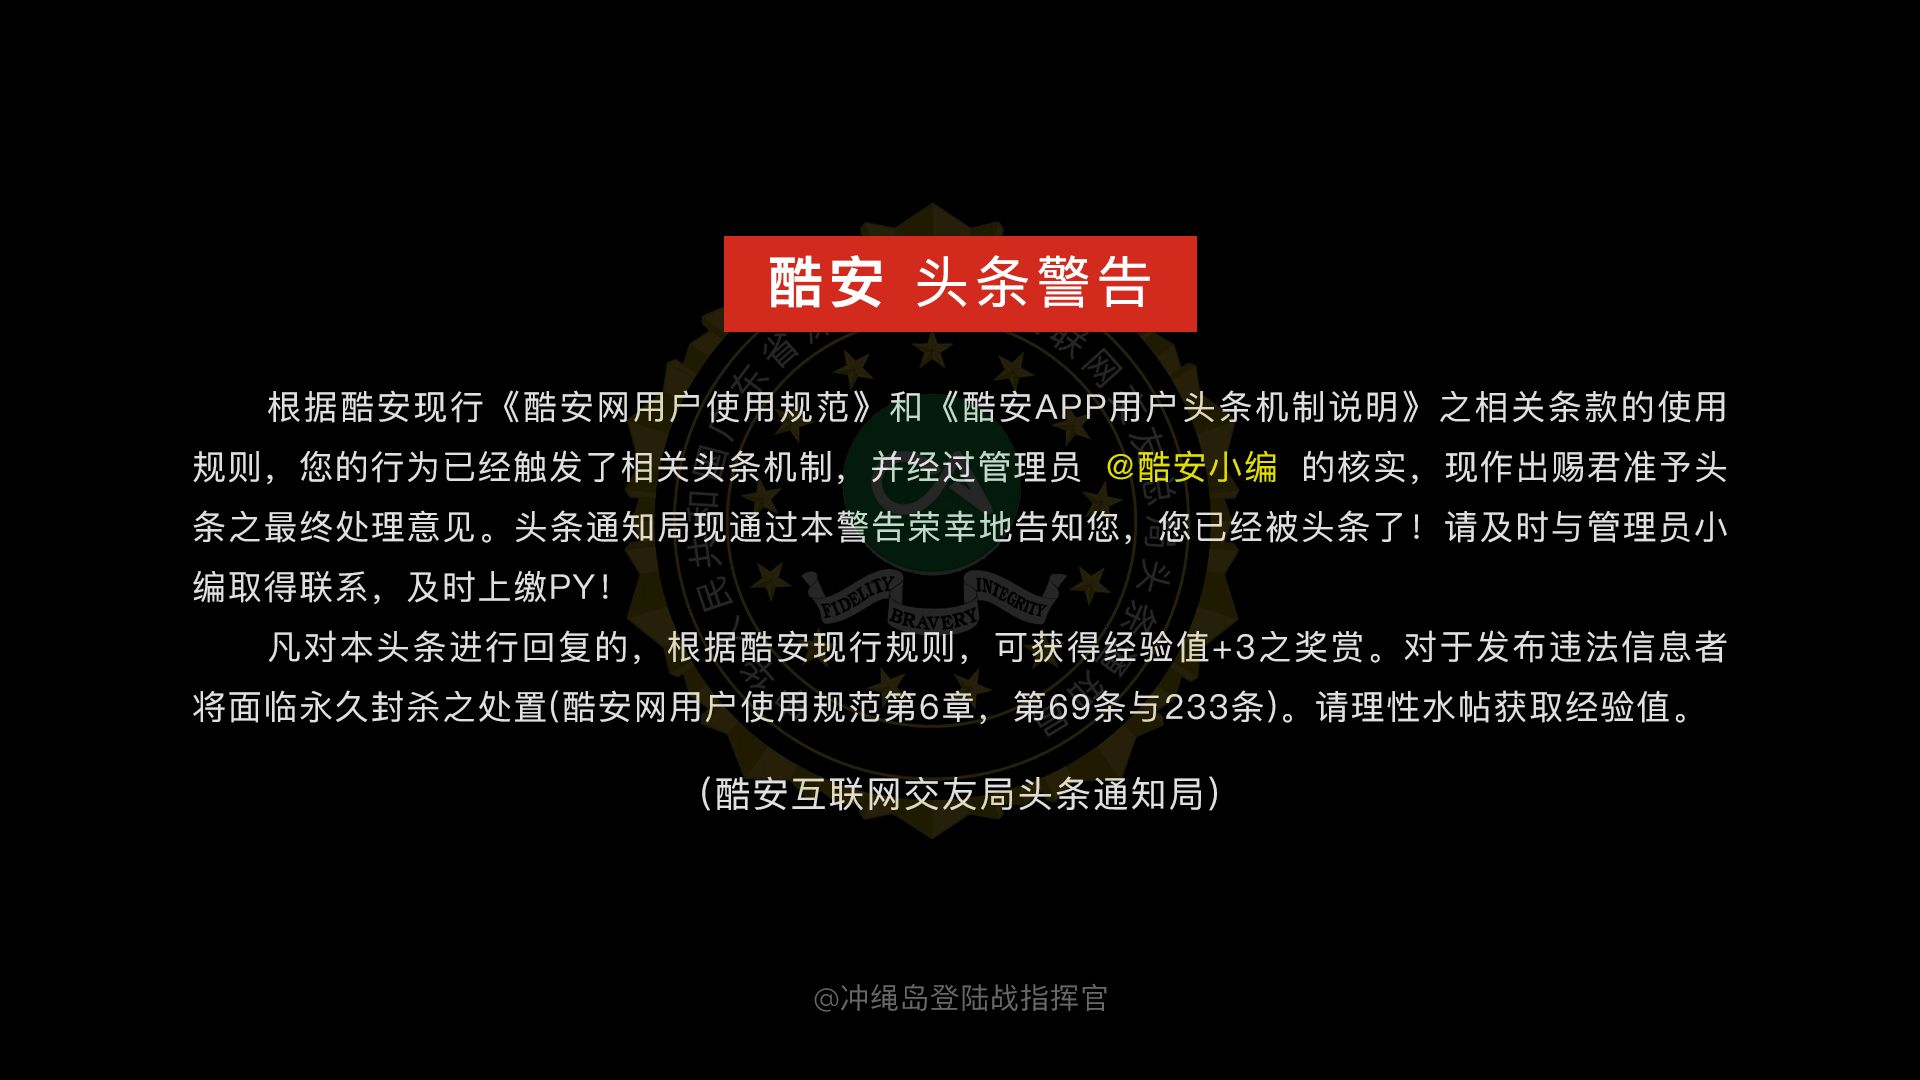 酷安 头条警告
根据酷安现行《酷安网用户使用规范》和《酷安APP用户头条机制说明》之相关条款的使用
规则，您的行为已经触发了相关头条机制，并经过管理员 @酷安小编 的核实，现作出赐君准予头
条之最终处理意见。头条通知局现通过本警告荣幸地告知您，您已经被头条了！请及时与管理员小
编取得联系，及时上缴PY！
凡对本头条进行回复的，根据酷安现行规则，可获得经验值+3之奖赏。对于发布违法信息者
将面临永久封杀之处置(酷安网用户使用规范第6章，第69条与233条)。请理性水帖获取经验值。
（酷安互联网交友局头条通知局）
FIDELITY
BRAVERY
INTEGRITY
@冲绳岛登陆战指挥官